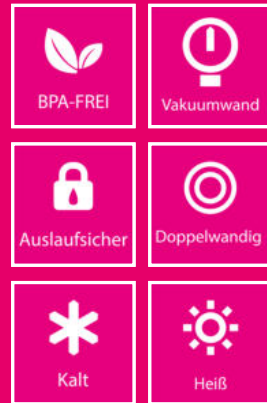 BPA-FREI
Vakuumwand
Auslaufsicher
Doppelwandig
Kalt
Heiß